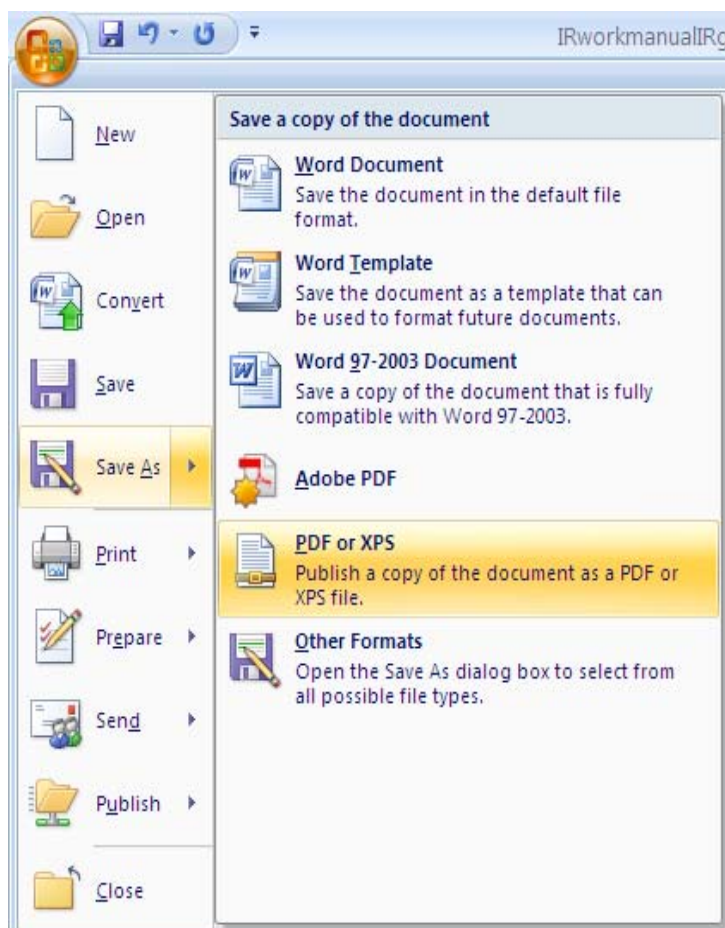 IRworkmanualIRg
New
Open
Convert
Save
Save As
Print
Prepare
Send
Publish
Close
Save a copy of the document
Word Document
Save the document in the default file
format.
Word Template
Save the document as a template that can
be used to format future documents.
Word 97-2003 Document
Save a copy of the document that is fully
compatible with Word 97-2003.
Adobe PDF
PDF or XPS
Publish a copy of the document as a PDF or
XPS file.
Other Formats
Open the Save As dialog box to select from
all possible file types.